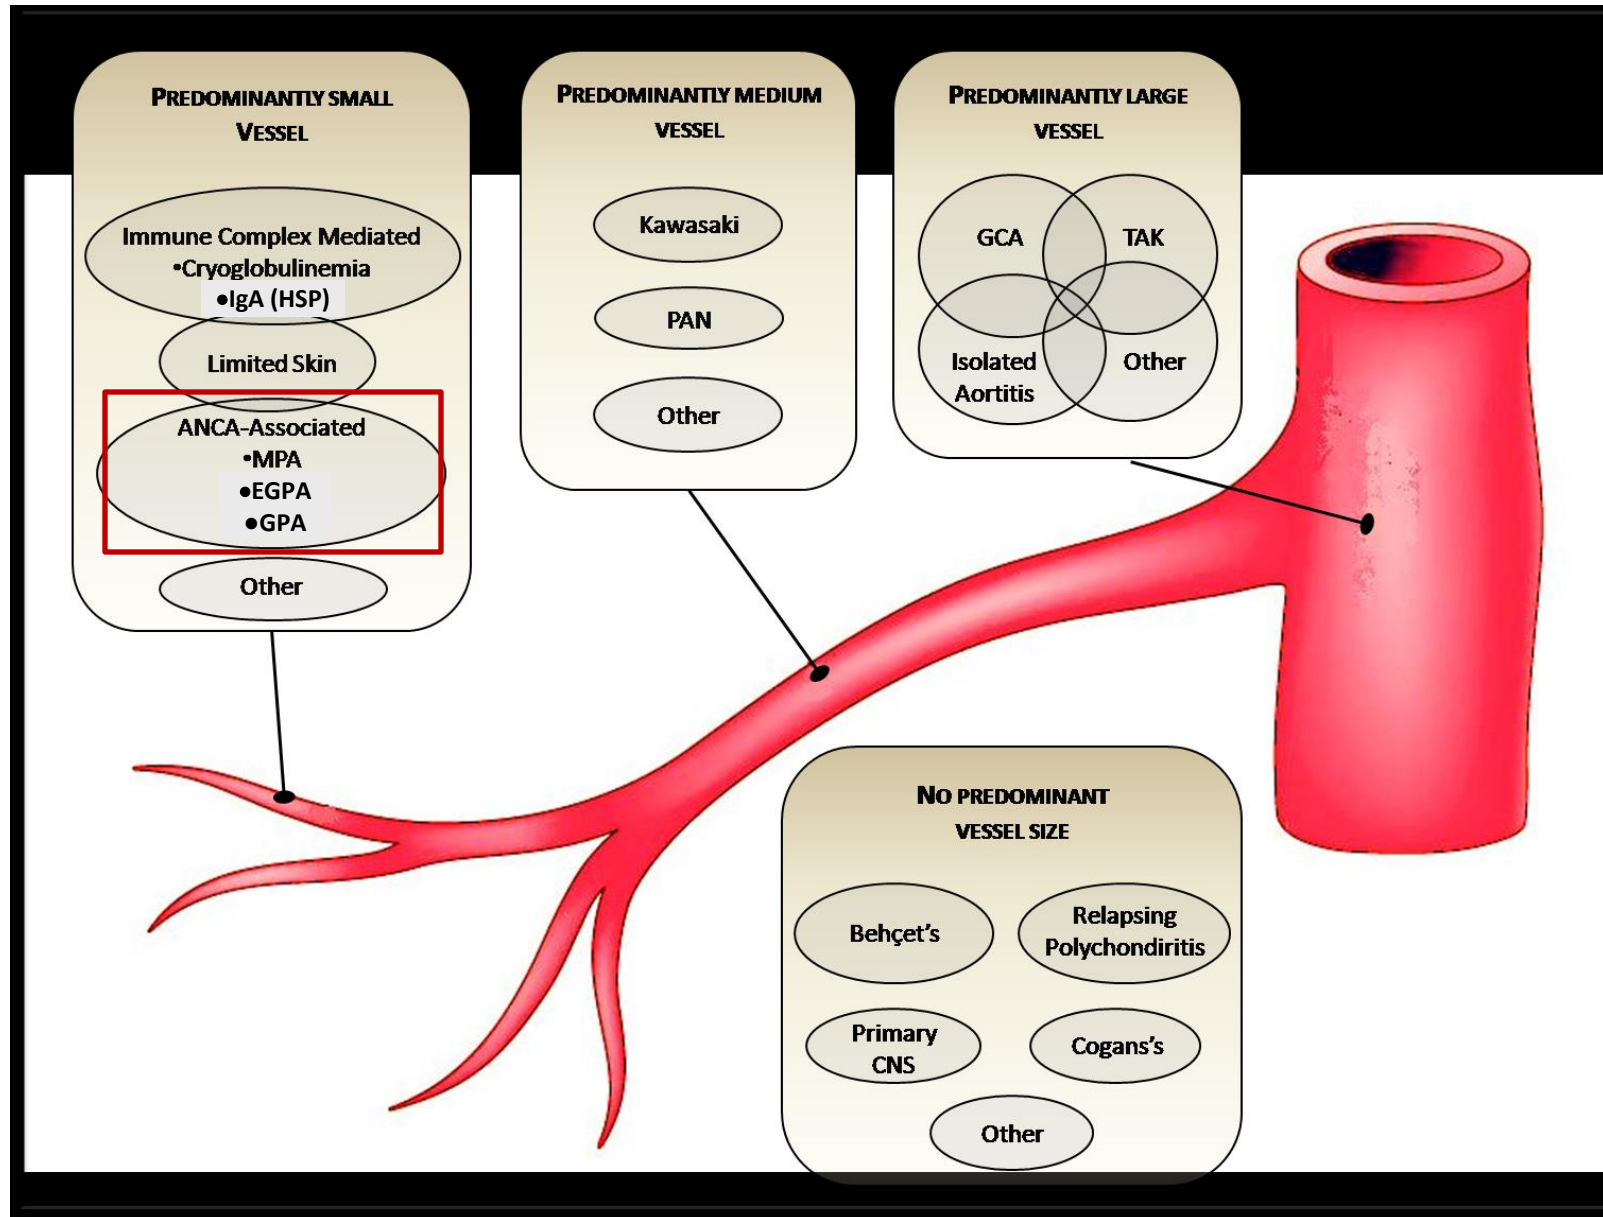 PREDOMINANTLY SMALL
VESSEL
Immune Complex Mediated
•Cryoglobulinemia
●IgA (HSP)
Limited Skin
ANCA-Associated
•MPA
●EGPA
●GPA
Other
PREDOMINANTLY MEDIUM
VESSEL
Kawasaki
PAN
Other
PREDOMINANTLY LARGE
VESSEL
GCA
TAK
Isolated
Aortitis
Other
NO PREDOMINANT
VESSEL SIZE
Behçet's
Relapsing
Polychondiritis
Primary
CNS
Cogans's
Other